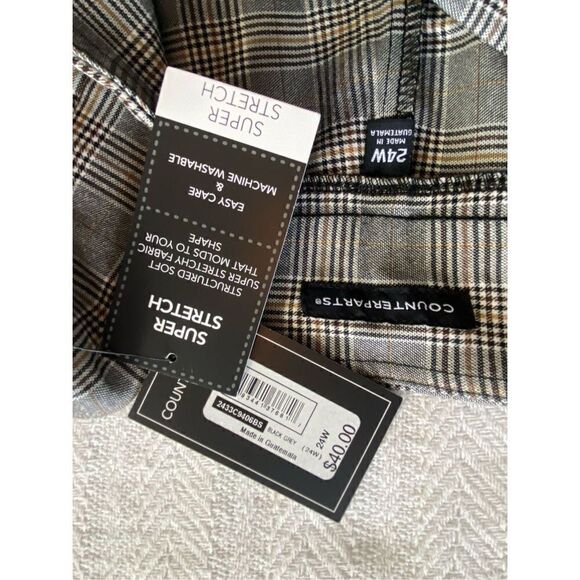 SUPER
STRETCH
STRUCTURED SOFT
SUPER STRETCHY FABRIC
THAT MOLDS TO YOUR
SHAPE
EASY CARE
&
MACHINE WASHABLE
SUPER
STRETCH
24W
MADE IN
GUATEMALA
COUNTERPARTS®
COUNT
2433C9406BS
BLACK GREY
(24W)
24W
Made in Guatemala
$40.00